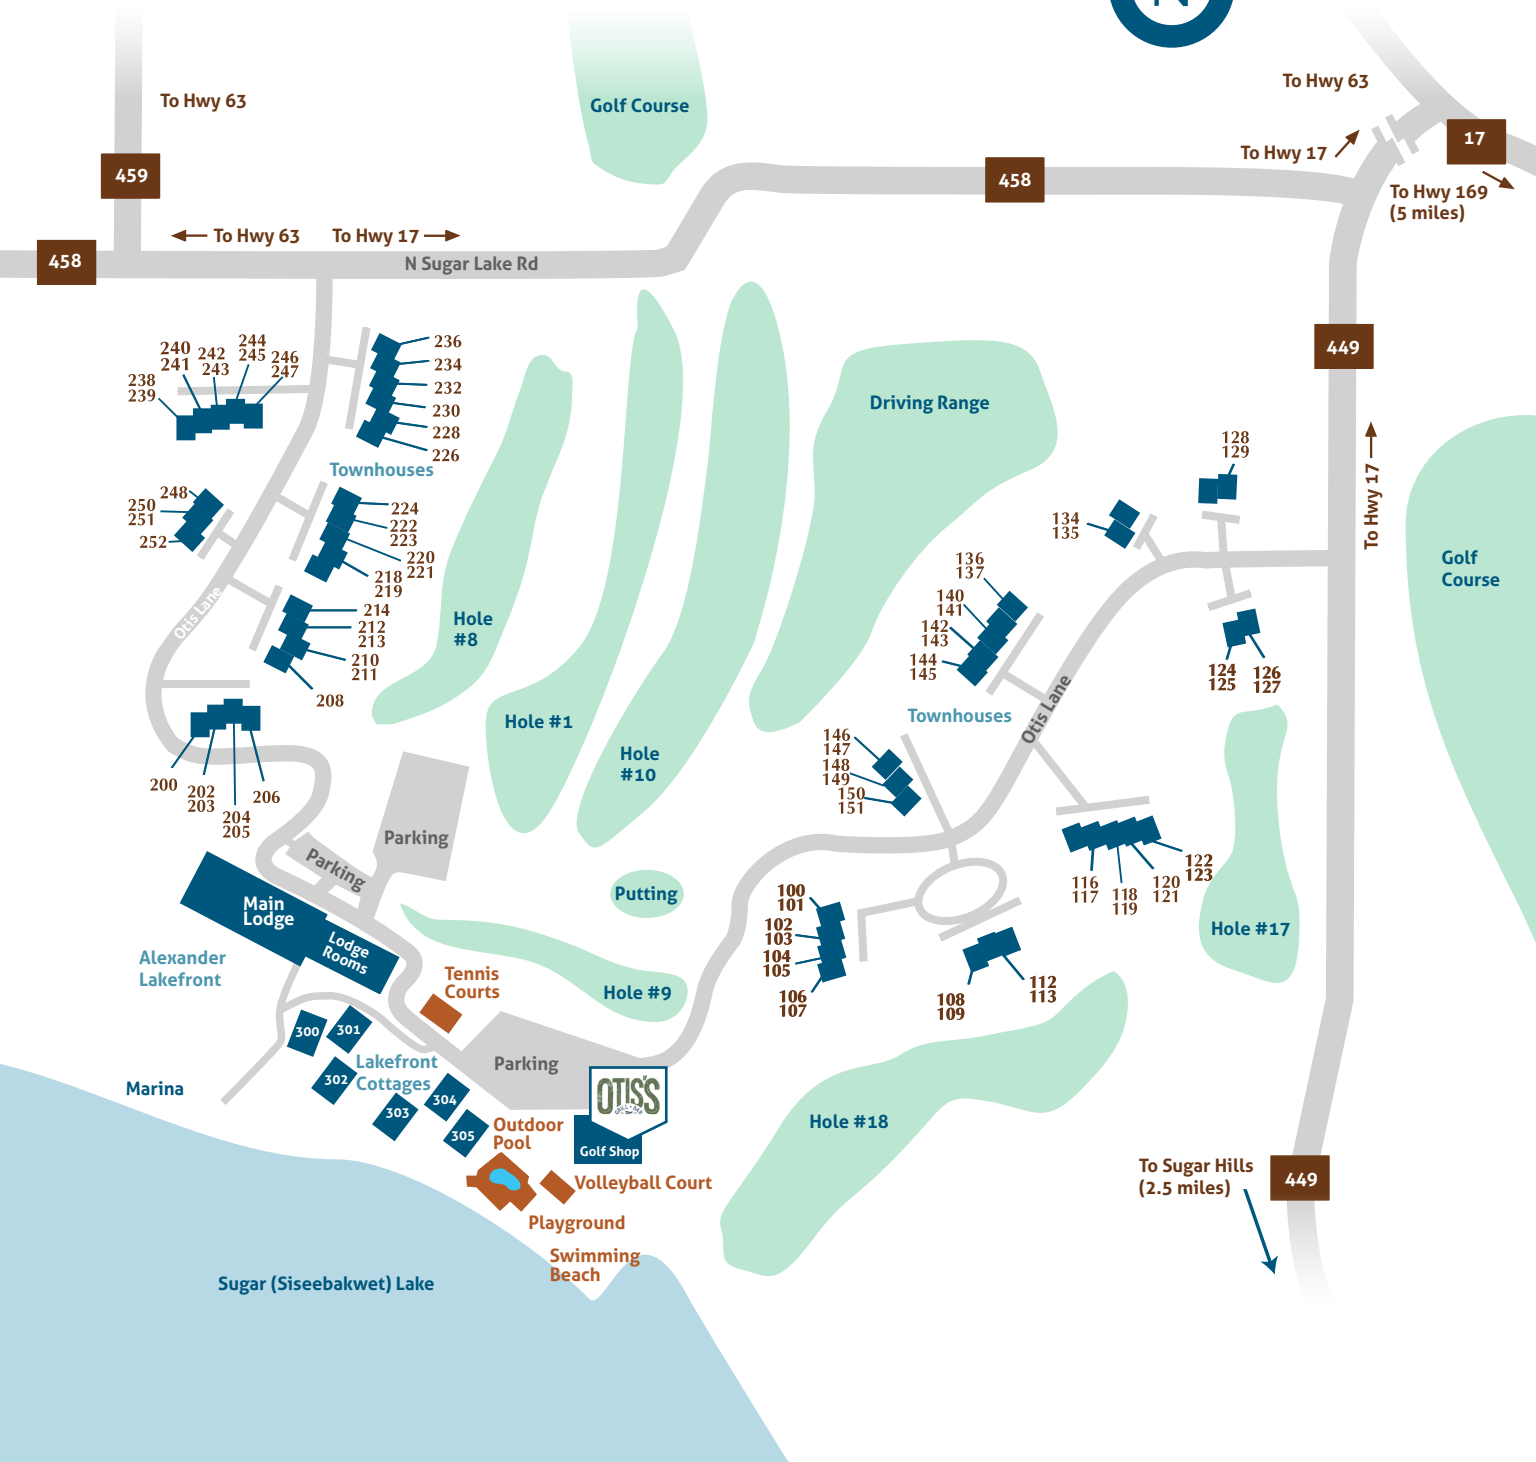 To Hwy 63
459
To Hwy 63
To Hwy 17
458
N Sugar Lake Rd
Golf Course
458
To Hwy 63
To Hwy 17
17
To Hwy 169
(5 miles)
449
To Hwy 17
Golf
Course
240
241
242
243
244
245
246
247
238
239
236
234
232
230
228
226
Townhouses
248
250
251
252
224
222
223
220
221
218
219
Otis Lane
214
212
213
210
211
208
200
202
203
204
205
206
Hole
#8
Hole #1
Hole
#10
Driving Range
128
129
134
135
136
137
140
141
142
143
144
145
124
125
126
127
Townhouses
Otis Lane
146
147
148
149
150
151
116
117
118
119
120
121
122
123
Hole #17
100
101
102
103
104
105
106
107
108
109
112
113
Parking
Parking
Putting
Main
Lodge
Lodge
Rooms
Alexander
Lakefront
Tennis
Courts
Hole #9
300
301
302
303
304
305
Lakefront
Cottages
Parking
Marina
OTIS'S
GRILL + BAR
Golf Shop
Outdoor
Pool
Volleyball Court
Playground
Swimming
Beach
Hole #18
To Sugar Hills
(2.5 miles)
449
Sugar (Siseebakwet) Lake